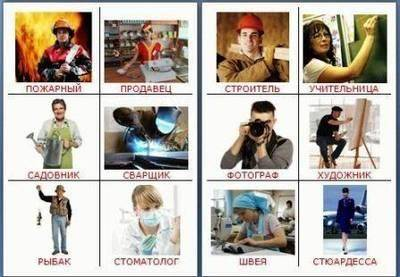 ПОЖАРНЫЙ ПРОДАВЕЦ
САДОВНИК СВАРЩИК
РЫБАК СТОМАТОЛОГ
СТРОИТЕЛЬ УЧИТЕЛЬНИЦА
ФОТОГРАФ ХУДОЖНИК
ШВЕЯ СТЮАРДЕССА